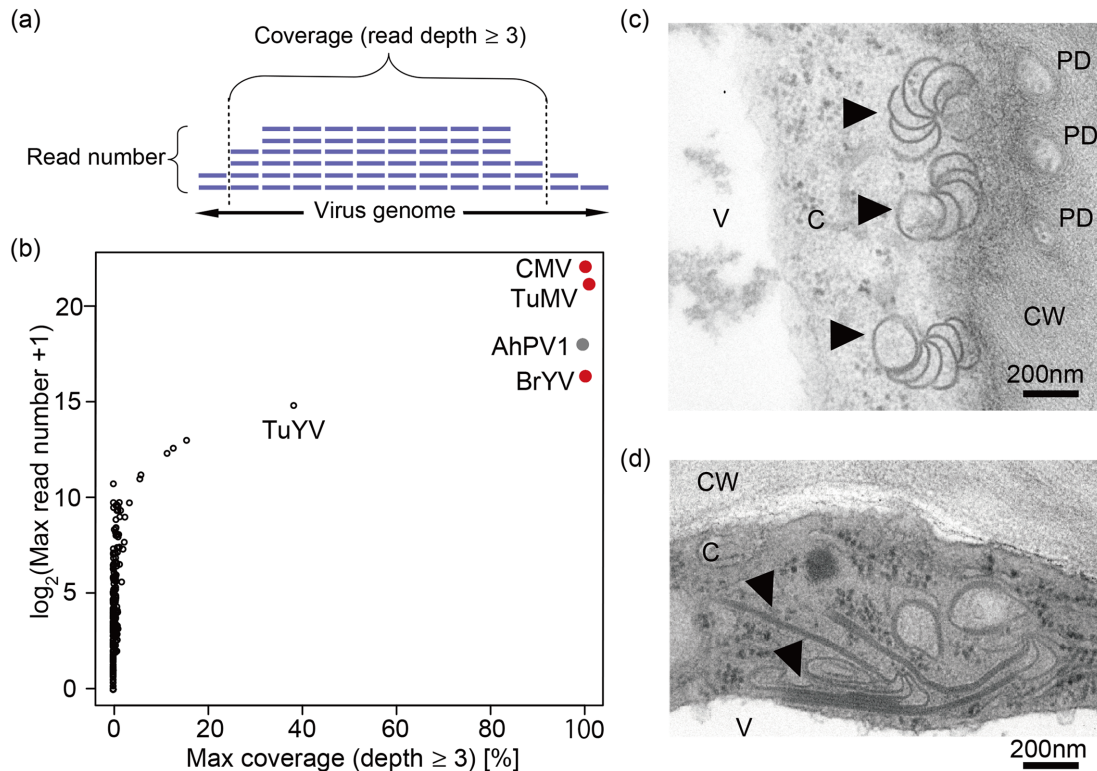 (a)
Coverage (read depth ≥ 3)
Read number
Virus genome
(b)
log2(Max read number +1)
20
15
10
5
0
CMV
TuMV
AhPV1
BrYV
TuYV
0 20 40 60 80 100
Max coverage (depth ≥ 3) [%]
(c)
PD
PD
V
C
PD
CW
200nm
(d)
CW
C
V
200nm